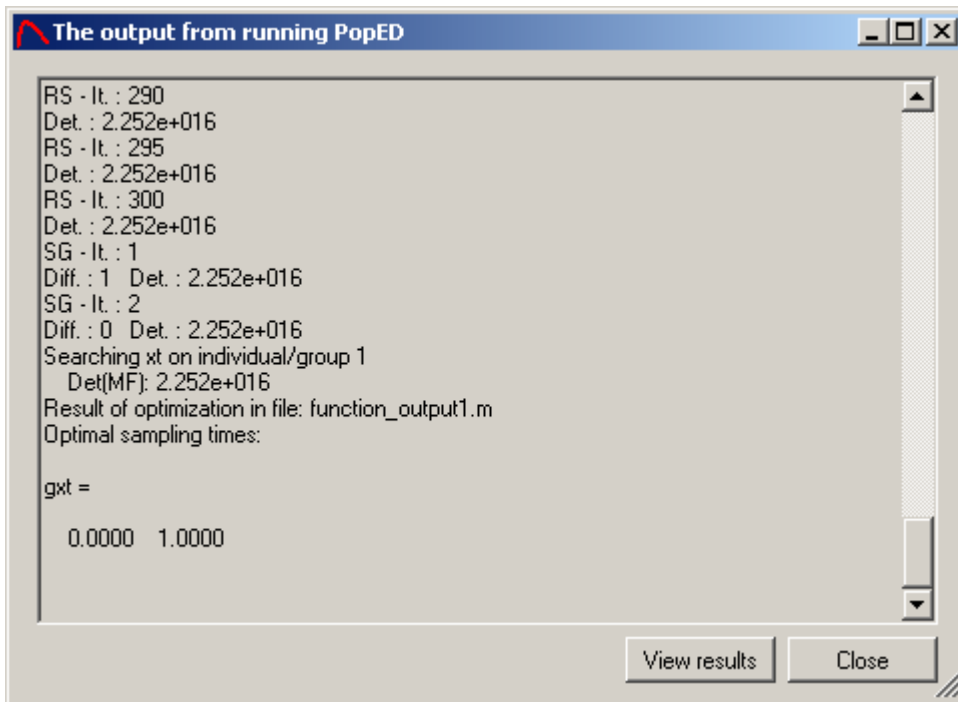 The output from running PopED
RS - It. : 290
Det. : 2.252e+016
RS - It. : 295
Det. : 2.252e+016
RS - It. : 300
Det. : 2.252e+016
SG - It. : 1
Diff. : 1   Det. : 2.252e+016
SG - It. : 2
Diff. : 0   Det. : 2.252e+016
Searching xt on individual/group 1
Det(MF): 2.252e+016
Result of optimization in file: function_output1.m
Optimal sampling times:
gxt =
0.0000   1.0000
View results   Close